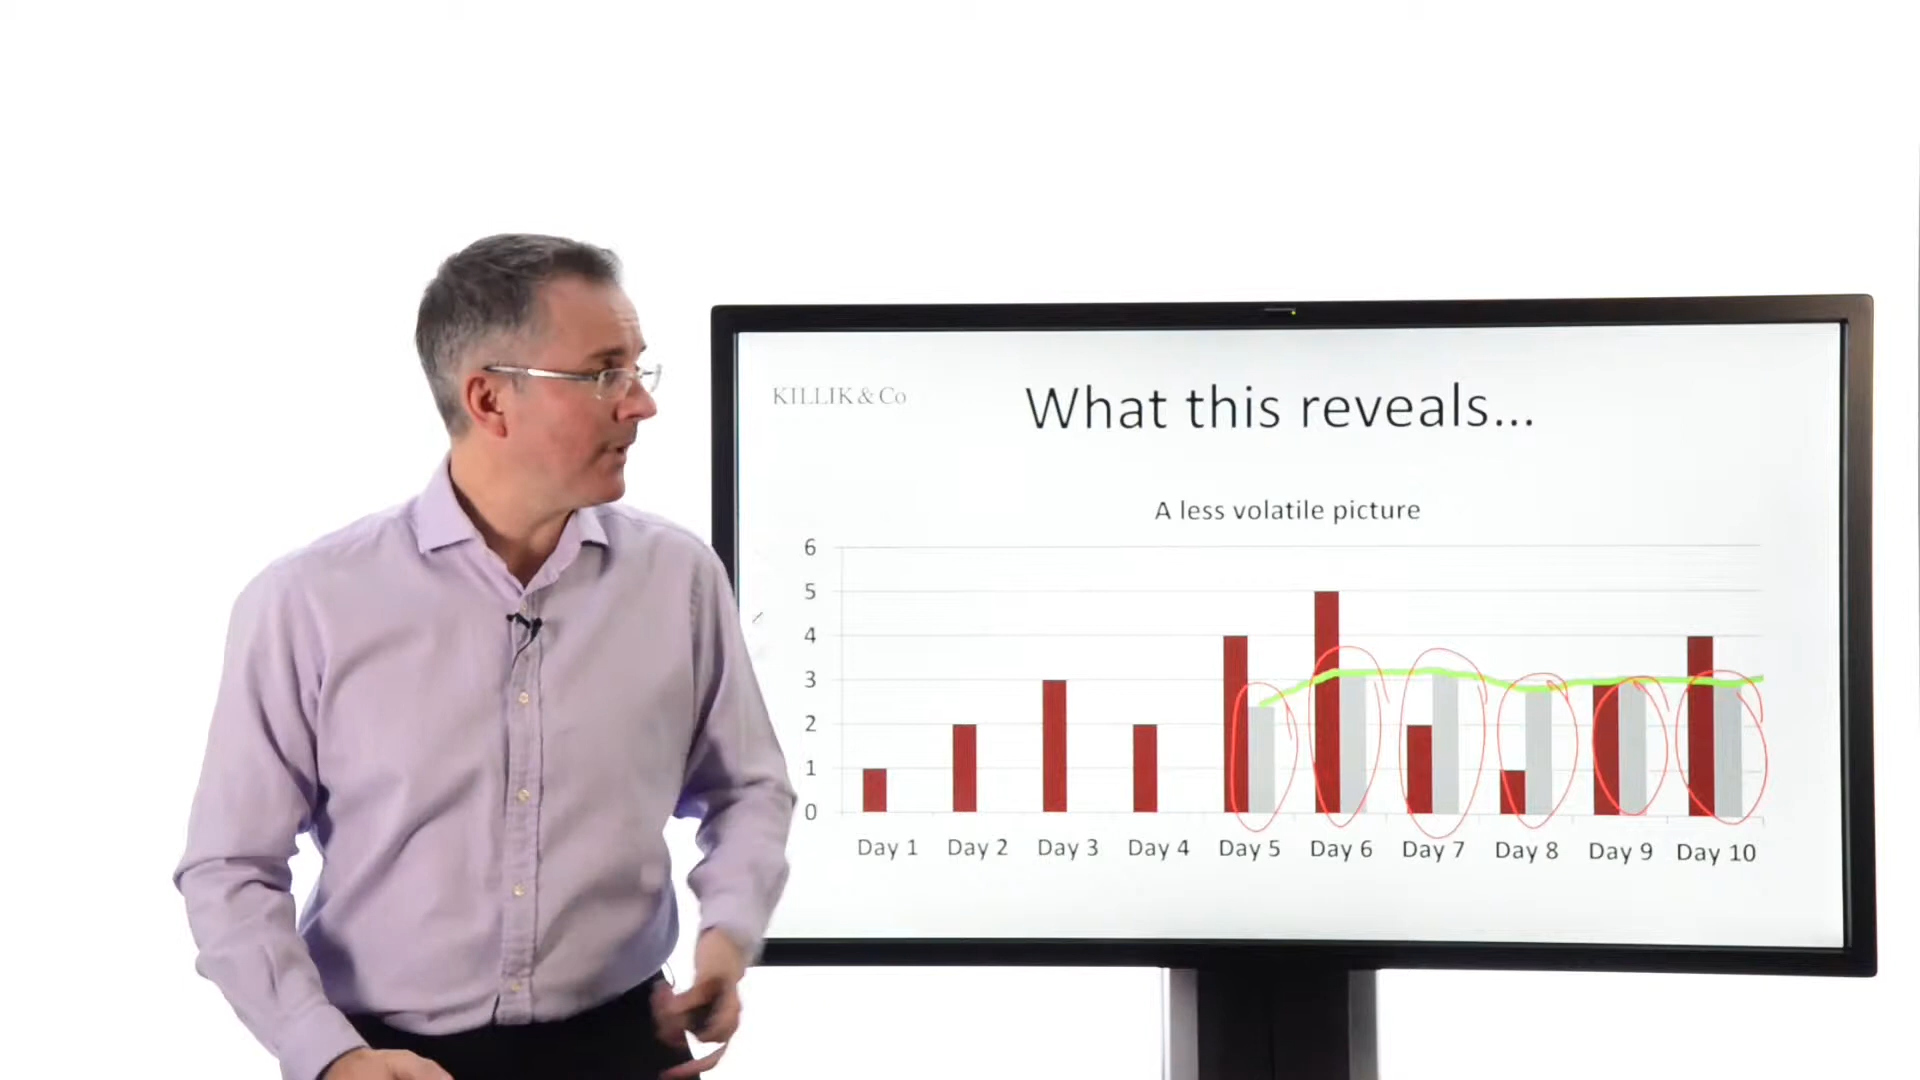 KILLIK & Co
What this reveals...
A less volatile picture
6
5
4
3
2
1
0
Day 1 Day 2 Day 3 Day 4 Day 5 Day 6 Day 7 Day 8 Day 9 Day 10